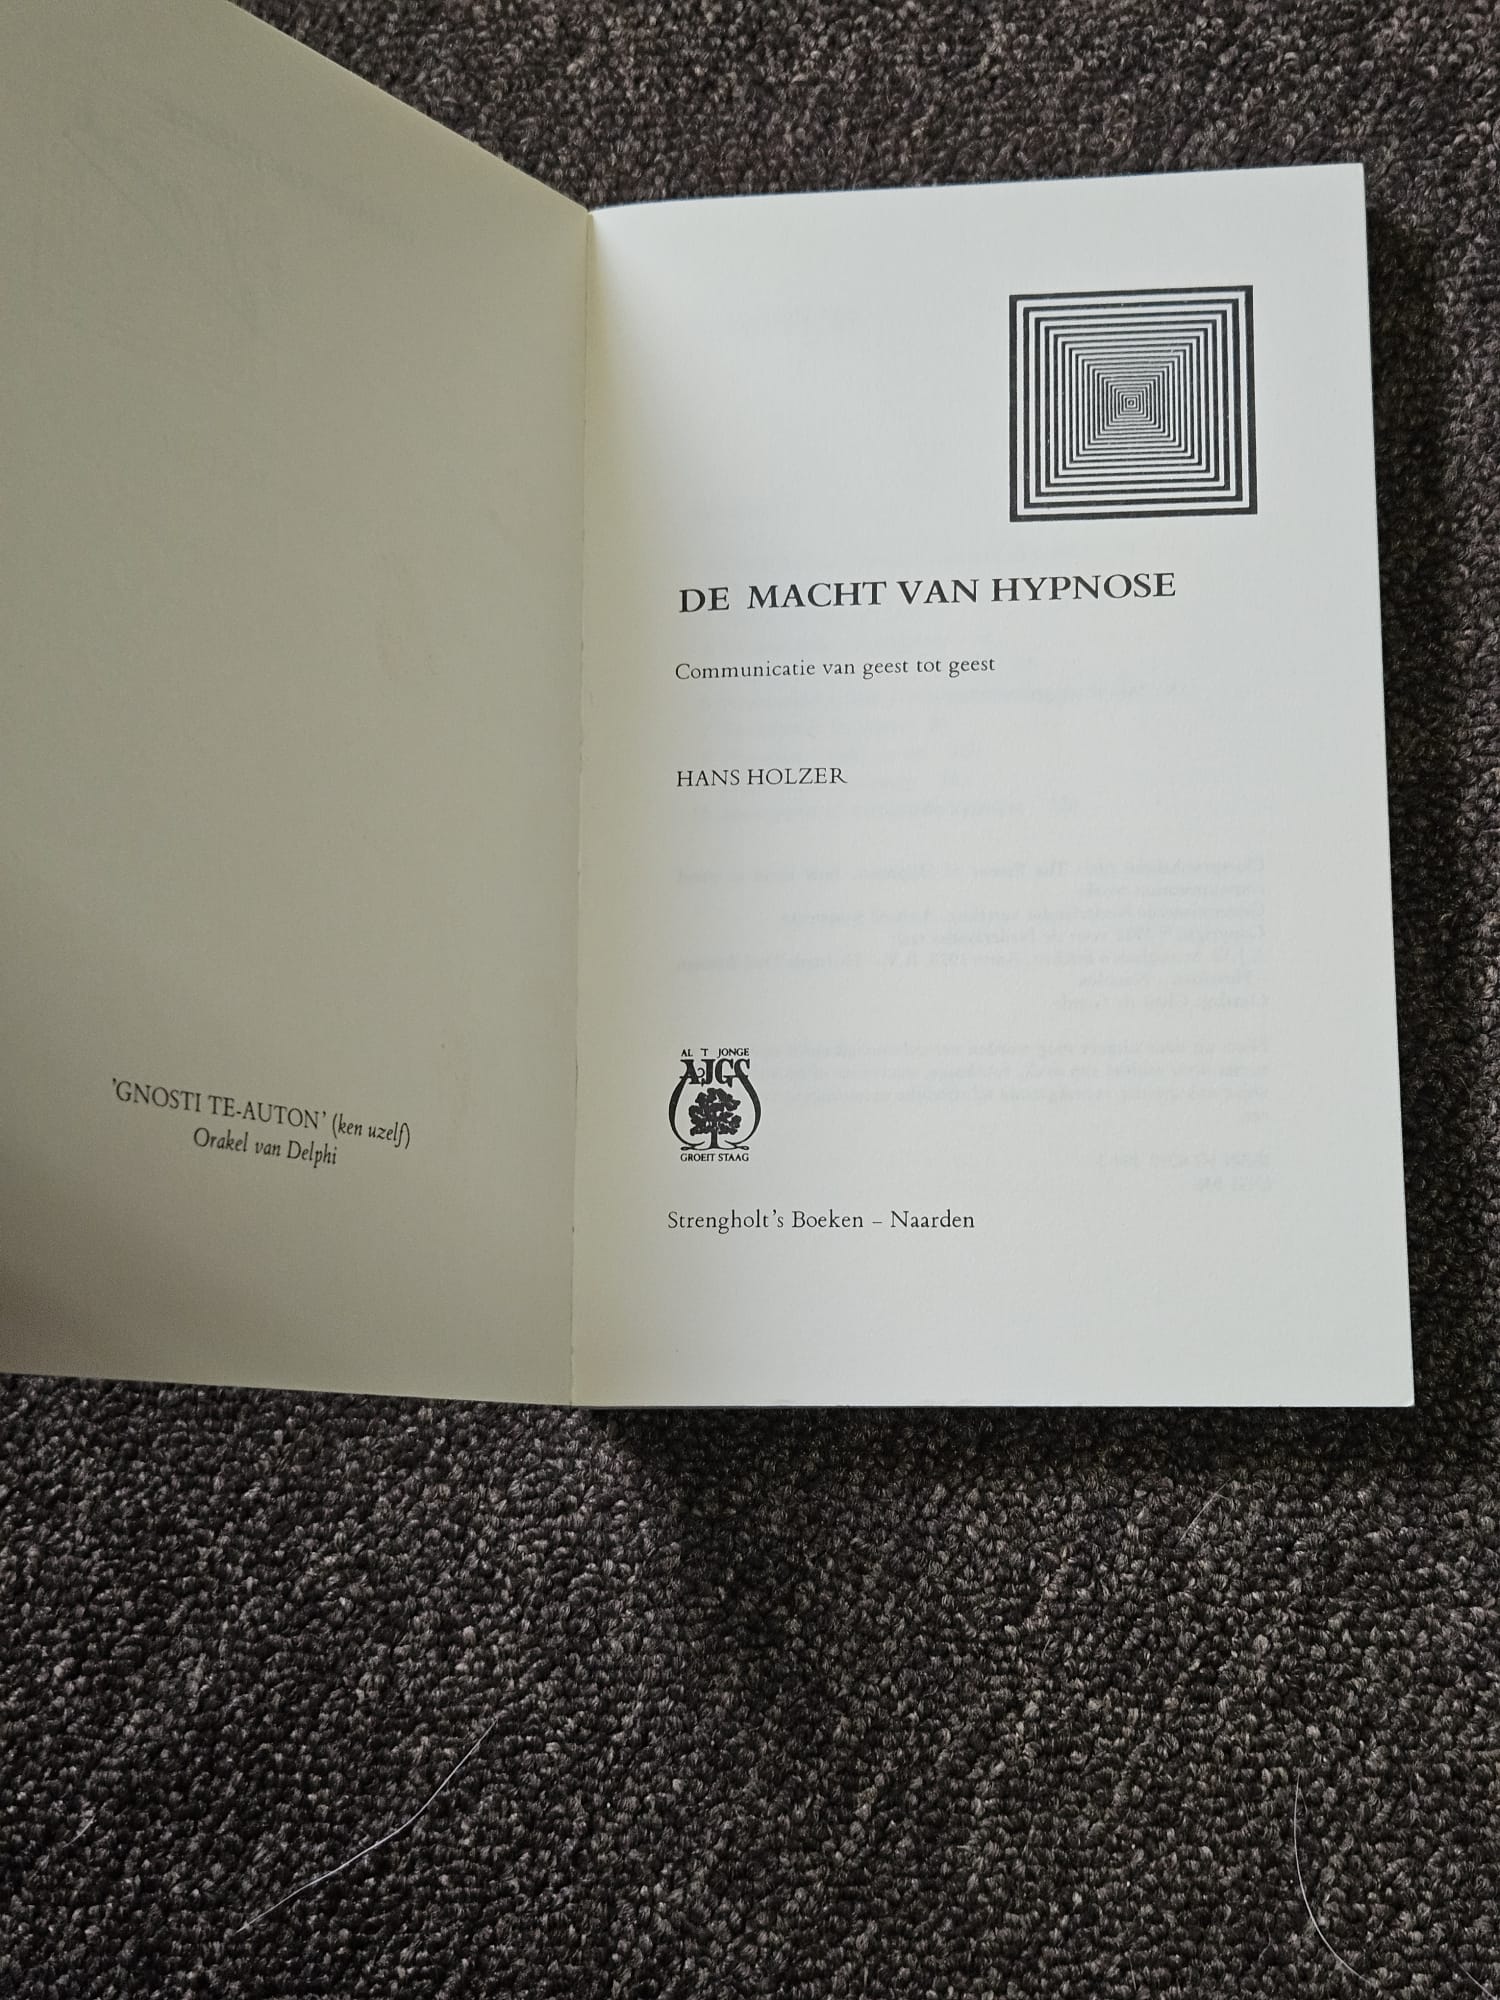 'GNOSTI TE-AUTON' (ken uzelf)
Orakel van Delphi
DE MACHT VAN HYPNOSE
Communicatie van geest tot geest
HANS HOLZER
AL T JONGE
AJGS
GROEIT STAAG
Strengholt's Boeken – Naarden